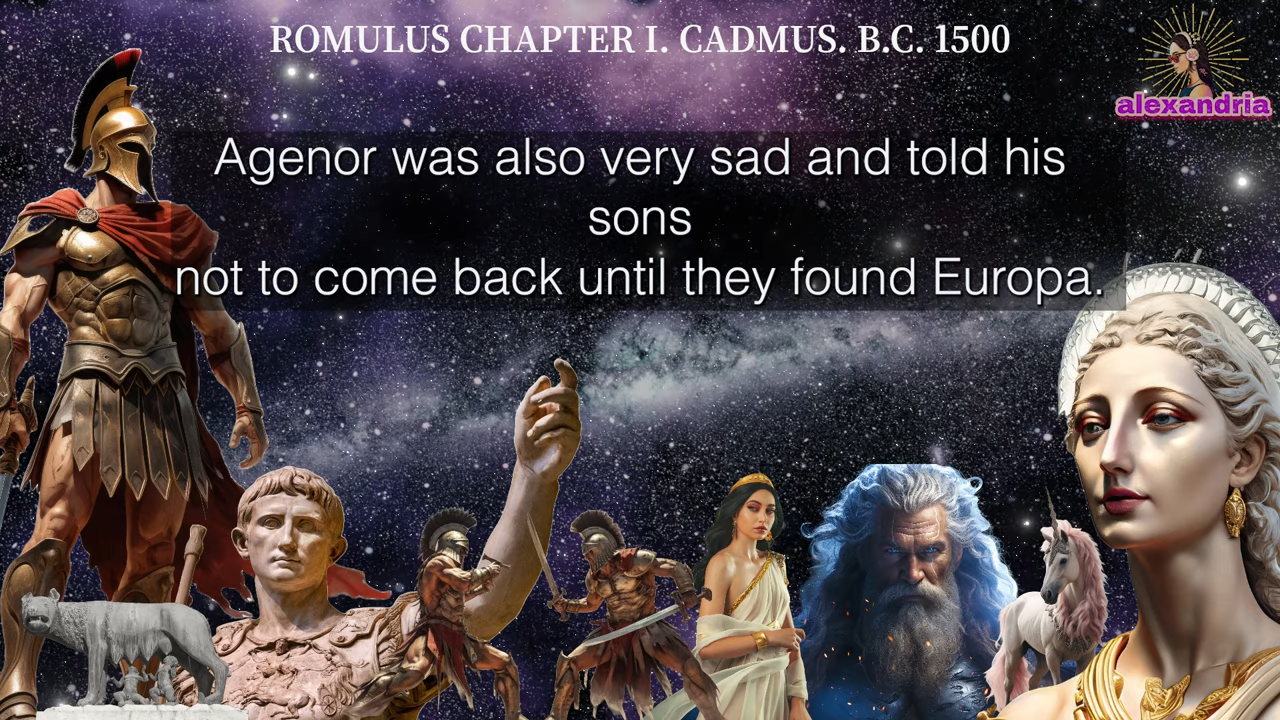 ROMULUS CHAPTER I. CADMUS. B.C. 1500
alexandria
Agenor was also very sad and told his
sons
not to come back until they found Europa.